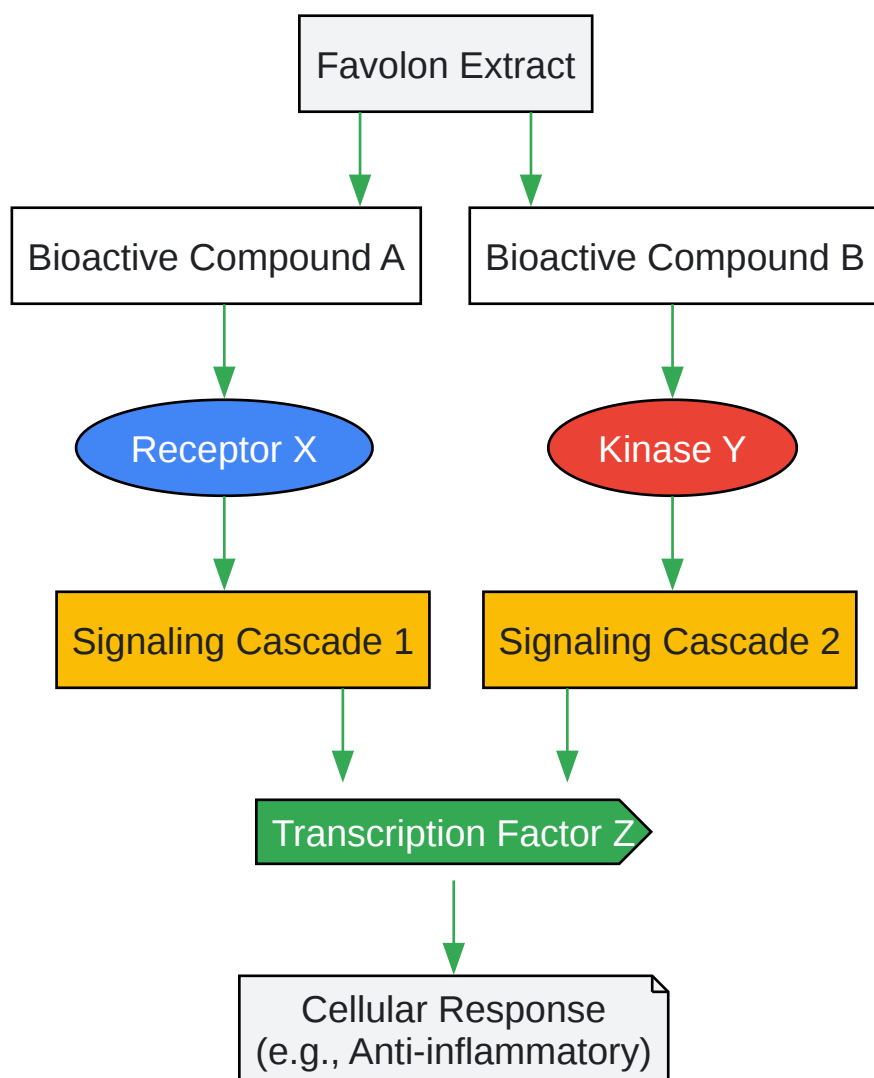 Favolon Extract
Bioactive Compound A
Bioactive Compound B
Receptor X
Kinase Y
Signaling Cascade 1
Signaling Cascade 2
Transcription Factor Z
Cellular Response
(e.g., Anti-inflammatory)